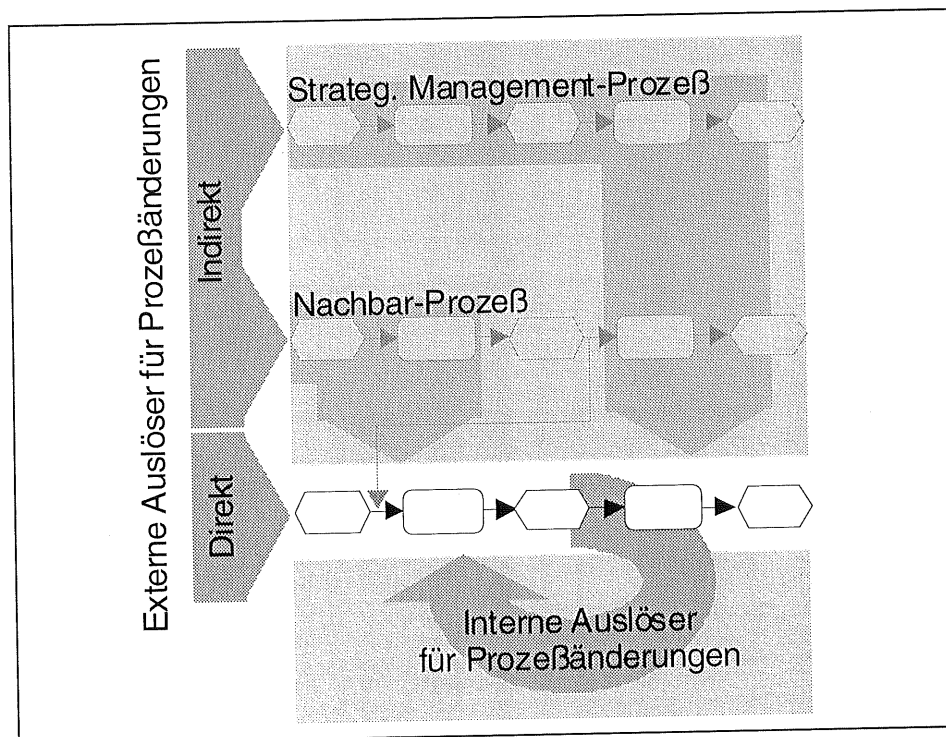 Externe Auslöser für Prozeßänderungen
Indirekt
Direkt
Strateg. Management-Prozeß
Nachbar-Prozeß
Interne Auslöser
für Prozeßänderungen